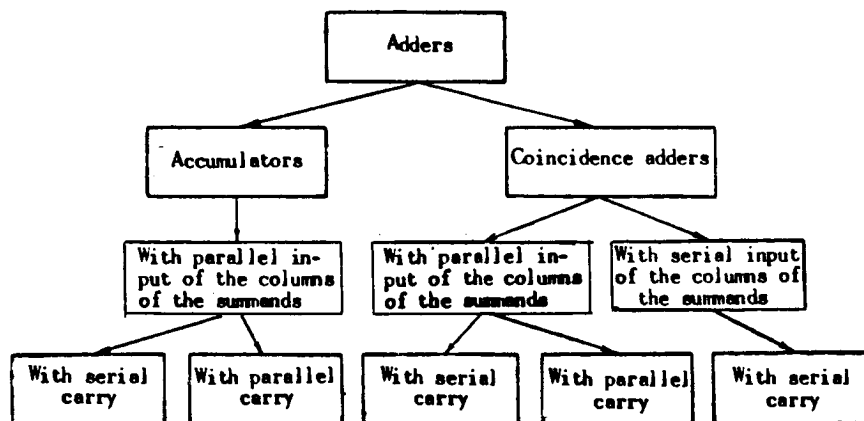 Adders
Accumulators
Coincidence adders
With parallel in-
put of the columns
of the summands
With parallel in-
put of the columns
of the summands
With serial input
of the columns of
the summands
With serial
carry
With parallel
carry
With serial
carry
With parallel
carry
With serial
carry